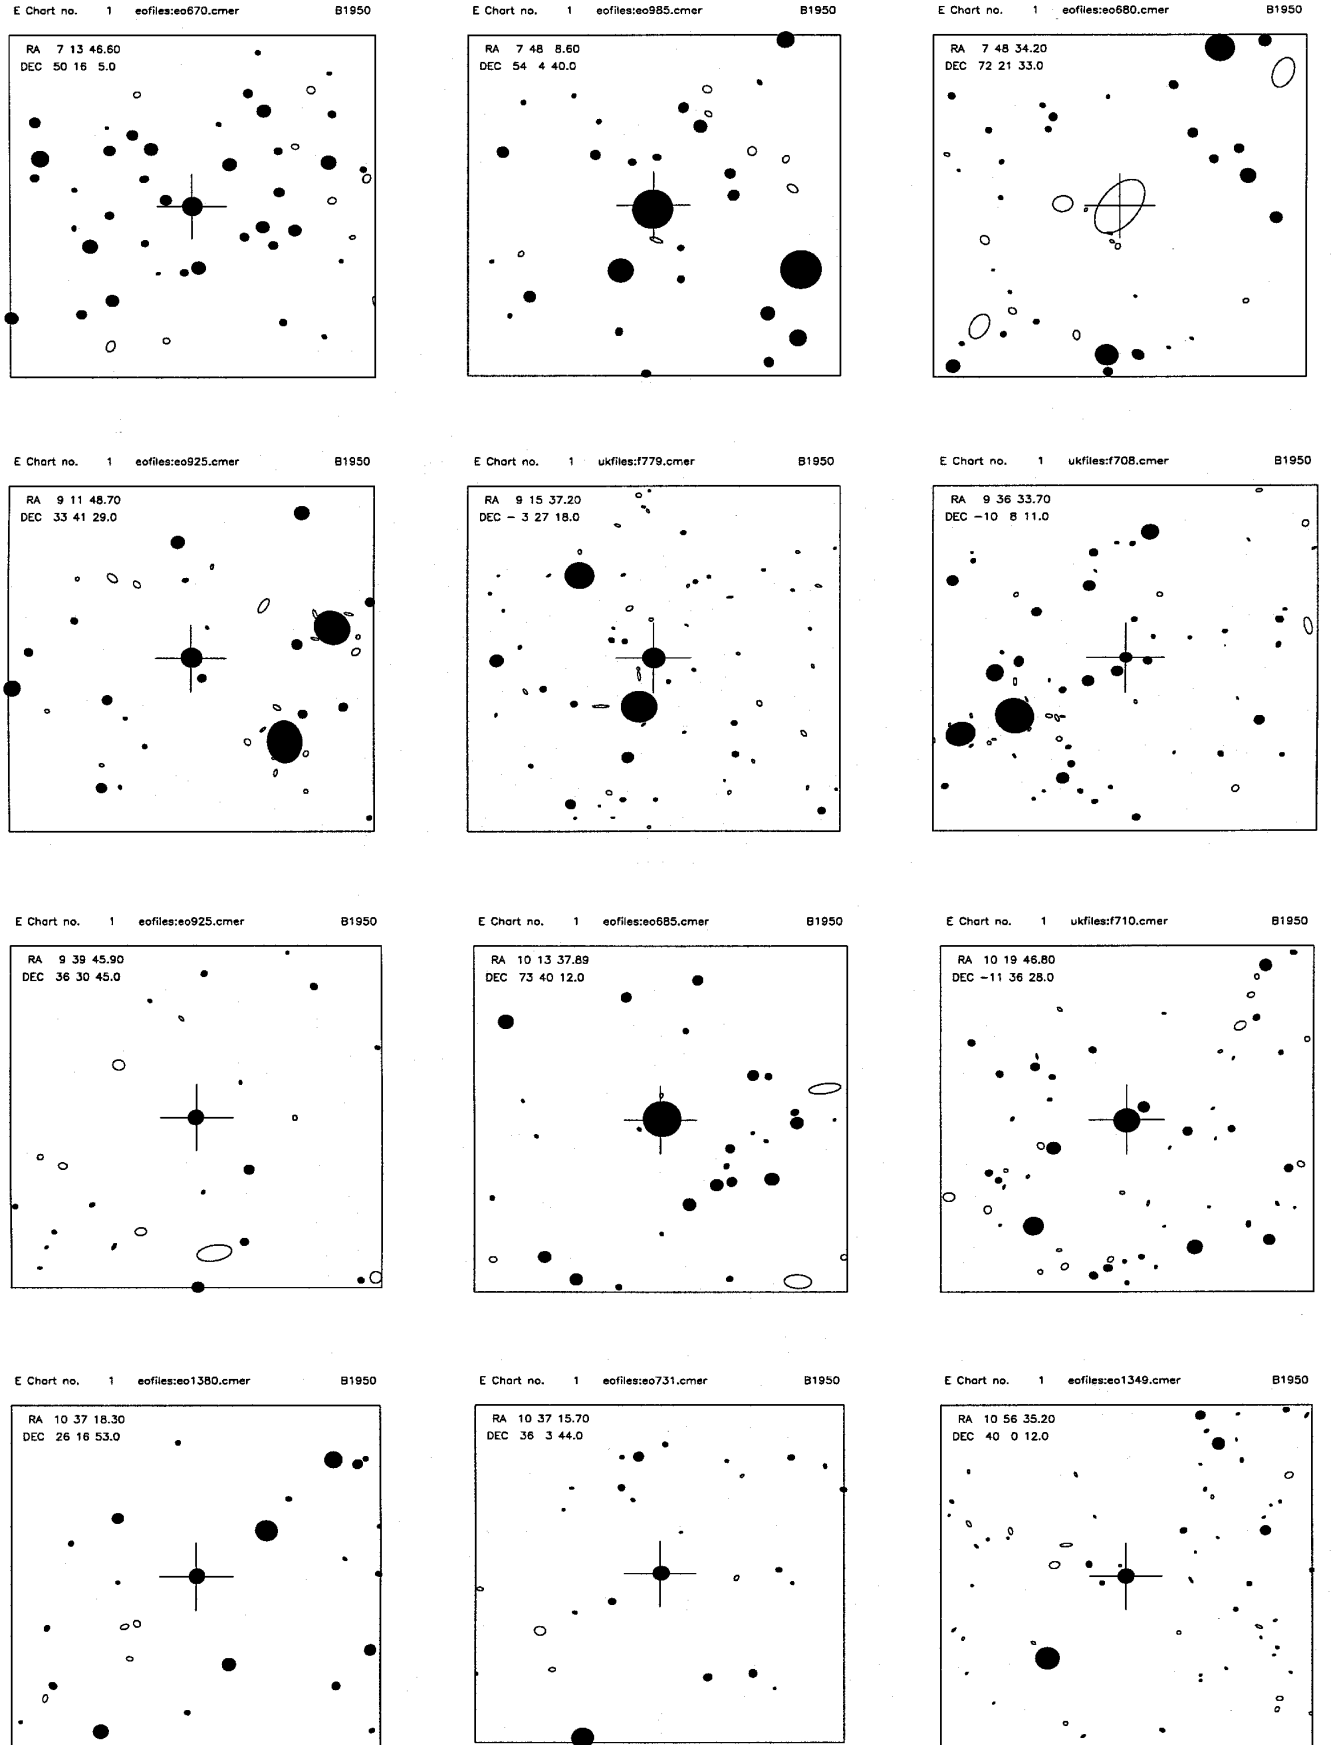 E Chart no. 1 eofiles:eo670.cmer B1950
RA 7 13 46.60
DEC 50 16 5.0
E Chart no. 1 eofiles:eo985.cmer B1950
RA 7 48 8.60
DEC 54 4 40.0
E Chart no. 1 eofiles:eo680.cmer B1950
RA 7 48 34.20
DEC 72 21 33.0
E Chart no. 1 eofiles:eo925.cmer B1950
RA 9 11 48.70
DEC 33 41 29.0
E Chart no. 1 ukfiles:f779.cmer B1950
RA 9 15 37.20
DEC - 3 27 18.0
E Chart no. 1 ukfiles:f708.cmer B1950
RA 9 36 33.70
DEC -10 8 11.0
E Chart no. 1 eofiles:eo925.cmer B1950
RA 9 39 45.90
DEC 36 30 45.0
E Chart no. 1 eofiles:eo685.cmer B1950
RA 10 13 37.89
DEC 73 40 12.0
E Chart no. 1 ukfiles:f710.cmer B1950
RA 10 19 46.80
DEC -11 36 28.0
E Chart no. 1 eofiles:eo1380.cmer B1950
RA 10 37 18.30
DEC 26 16 53.0
E Chart no. 1 eofiles:eo731.cmer B1950
RA 10 37 15.70
DEC 36 3 44.0
E Chart no. 1 eofiles:eo1349.cmer B1950
RA 10 56 35.20
DEC 40 0 12.0